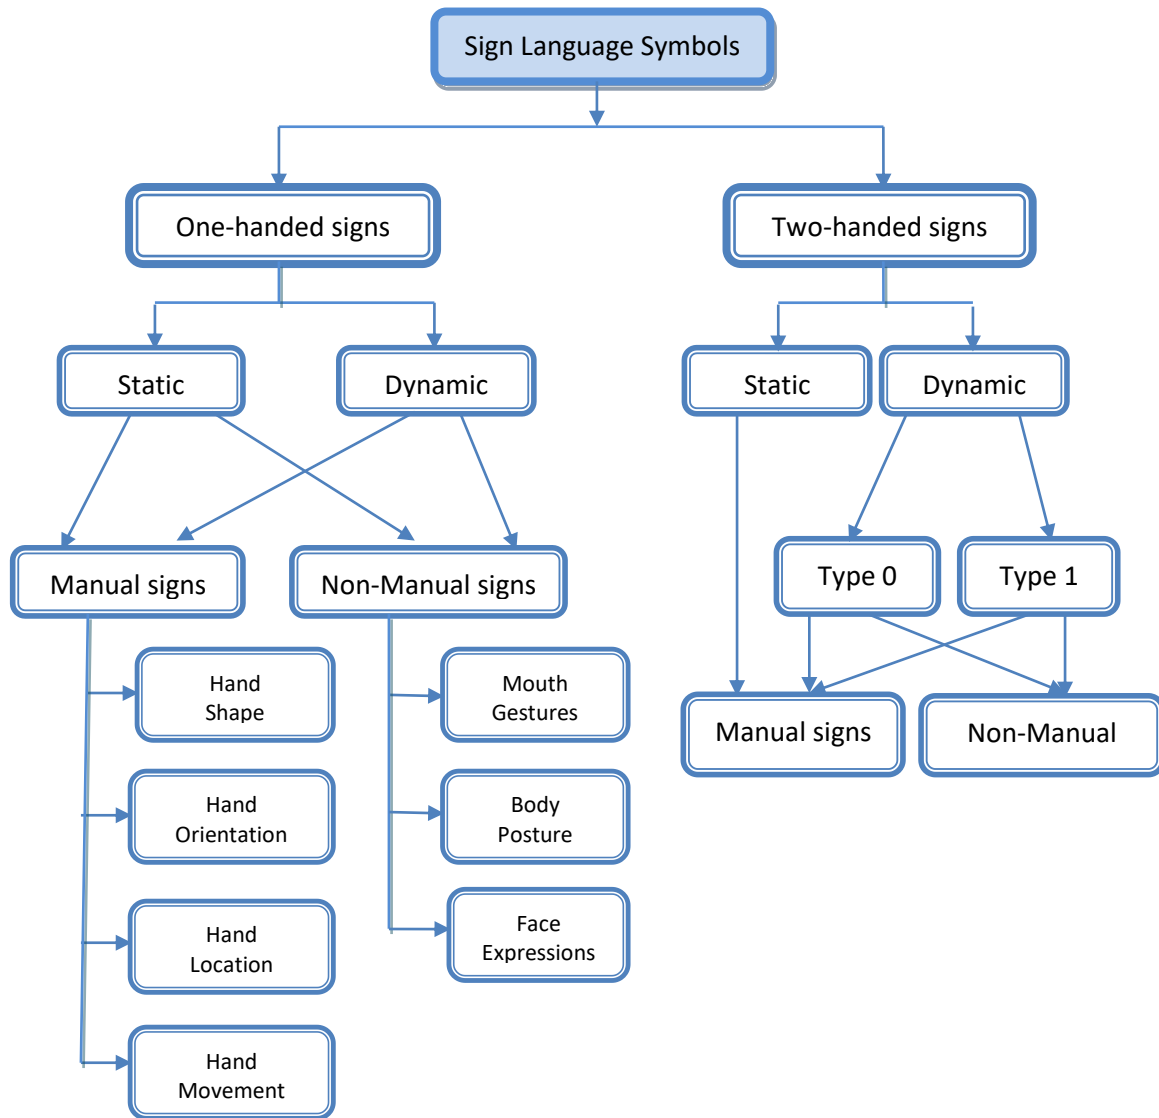 Sign Language Symbols
One-handed signs
Two-handed signs
Static
Dynamic
Static
Dynamic
Manual signs
Non-Manual signs
Type 0
Type 1
Hand
Shape
Mouth
Gestures
Manual signs
Non-Manual
Hand
Orientation
Body
Posture
Hand
Location
Face
Expressions
Hand
Movement